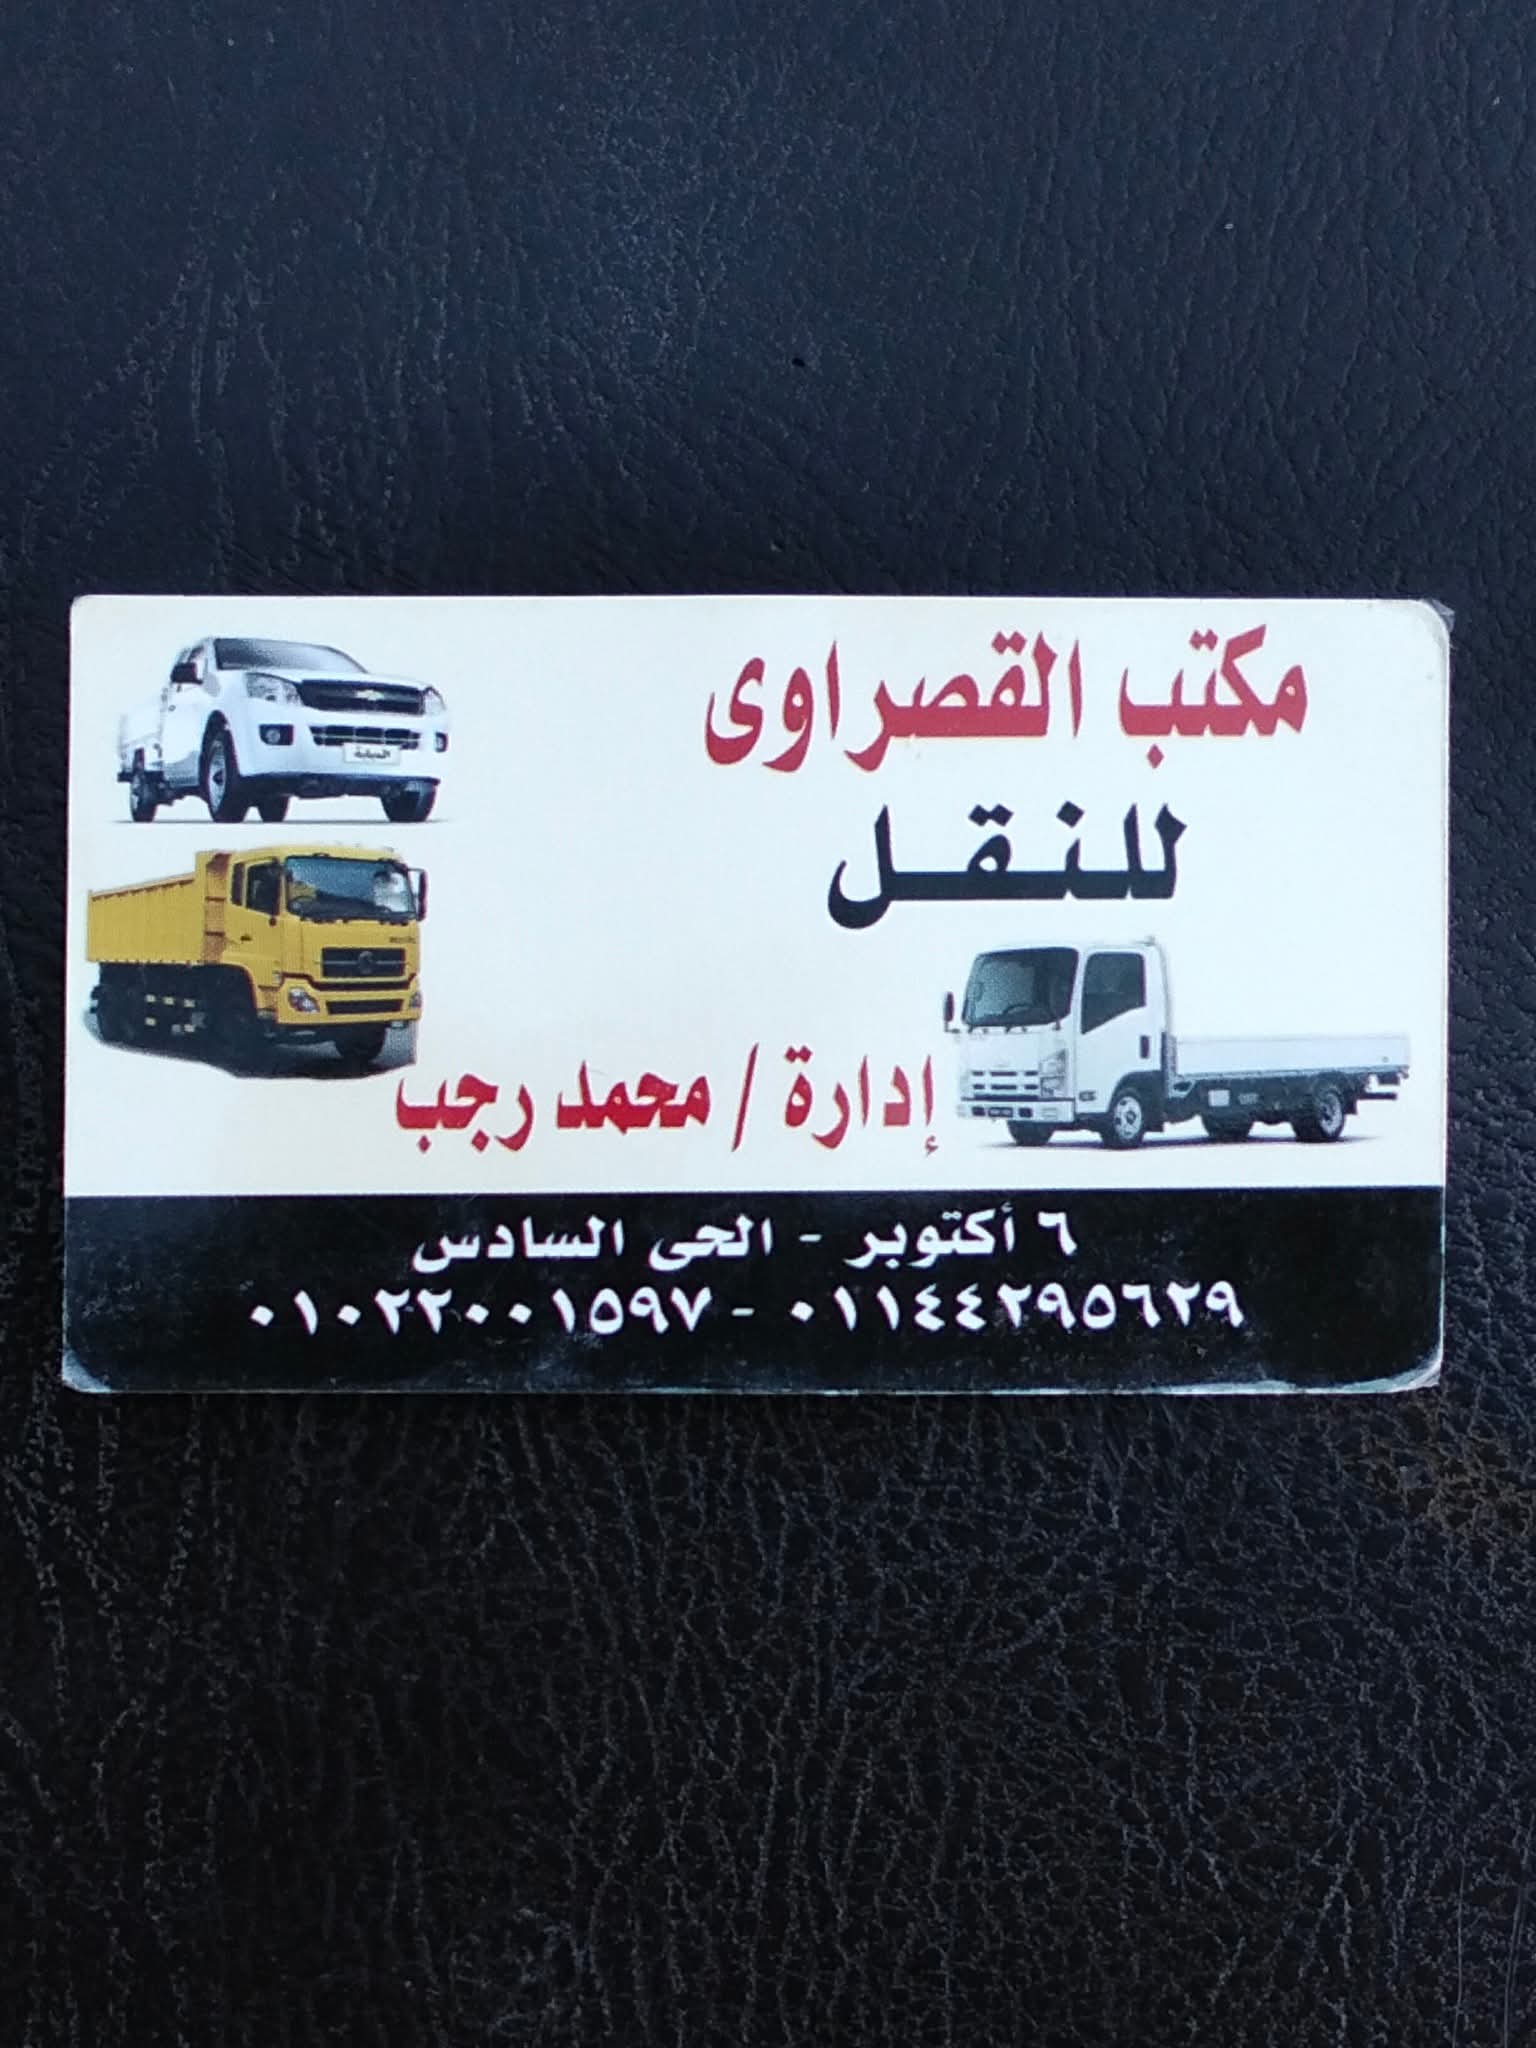 مكتب القصراوى
للنقل
إدارة / محمد رجب
٦ أكتوبر - الحى السادس
٠١٠٢٢٠٠١٥٩٧ - ٠١١٤٤٢٩٥٦٢٩